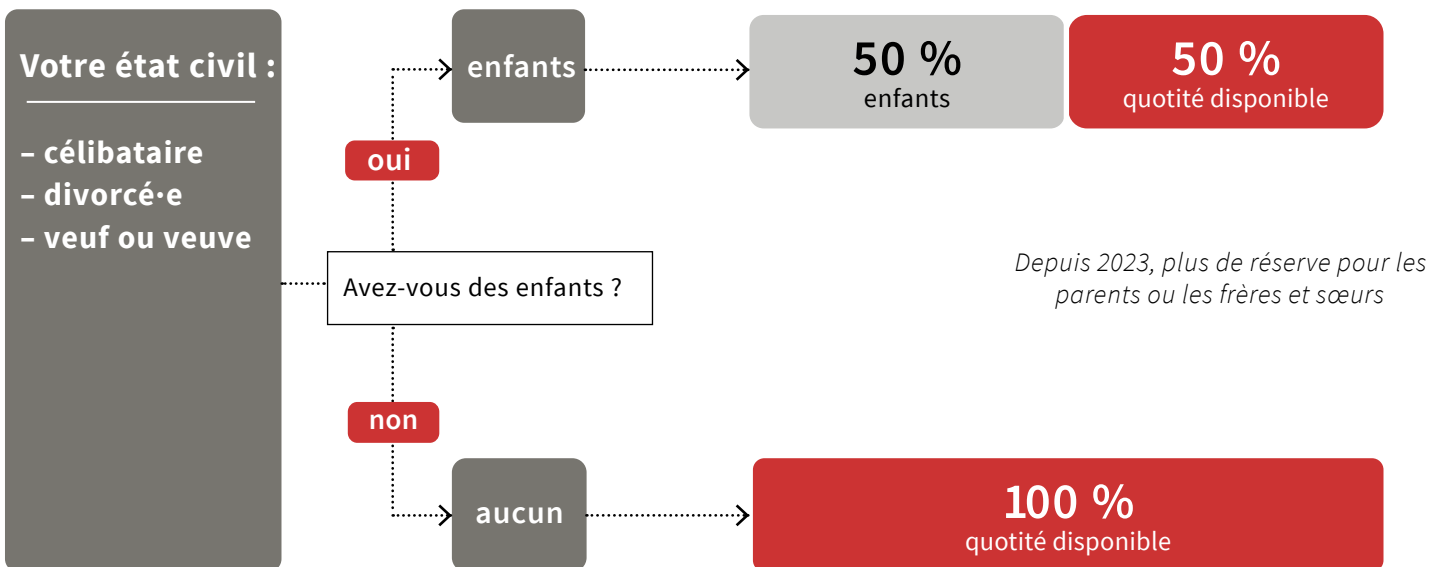 Votre état civil :
– célibataire
– divorcé·e
– veuf ou veuve
Avez-vous des enfants ?
oui
enfants
50 %
enfants
50 %
quotité disponible
Depuis 2023, plus de réserve pour les
parents ou les frères et sœurs
non
aucun
100 %
quotité disponible